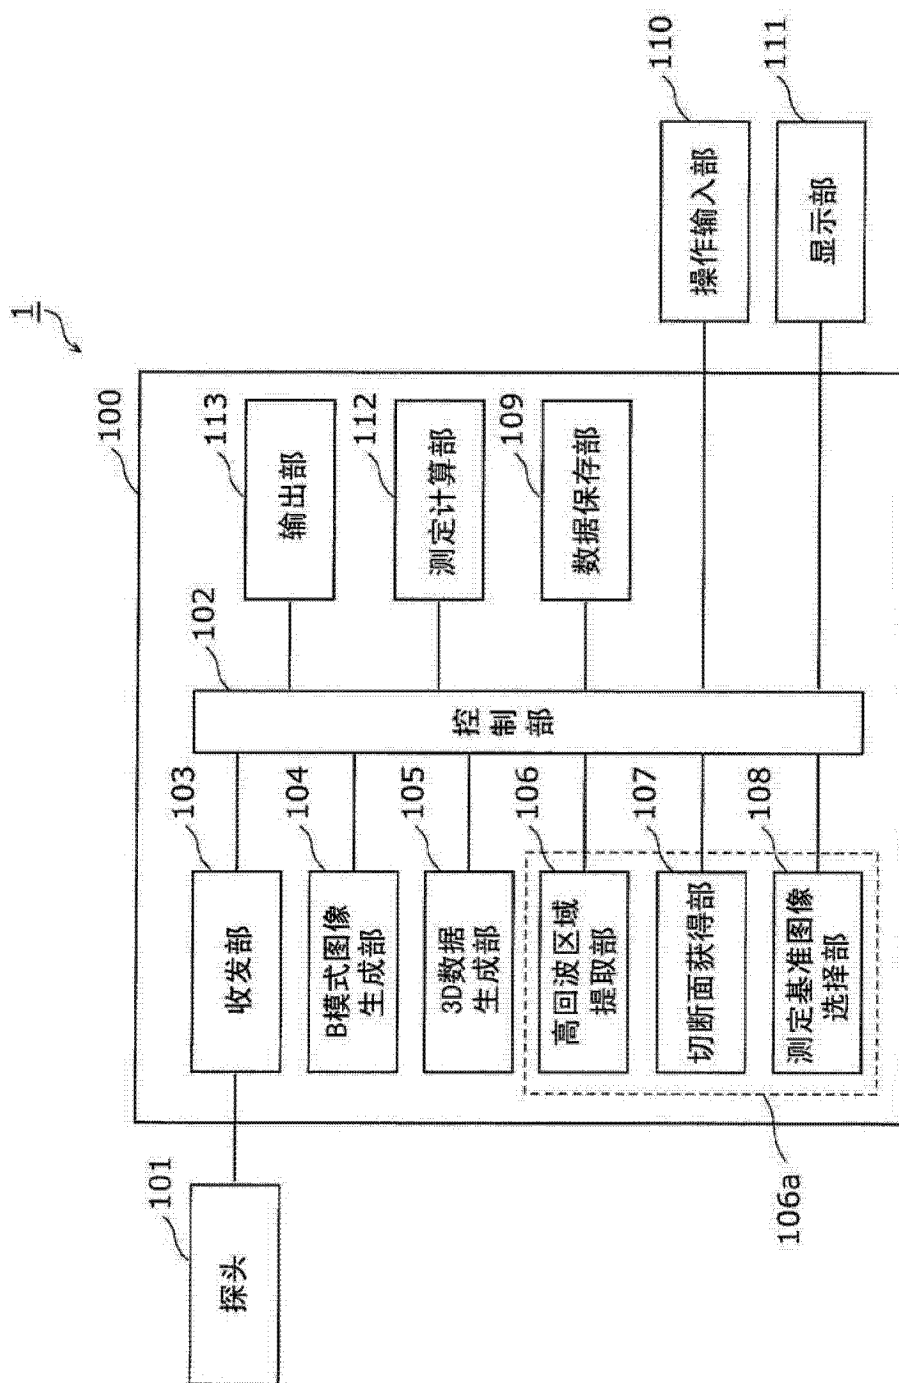 1
100
101
探头
103
收发部
104
B模式图像
生成部
105
3D数据
生成部
106
高回波区域
提取部
107
切断面获得部
108
测定基准图像
选择部
106a
102
控制部
113
输出部
112
测定计算部
109
数据保存部
110
操作输入部
111
显示部